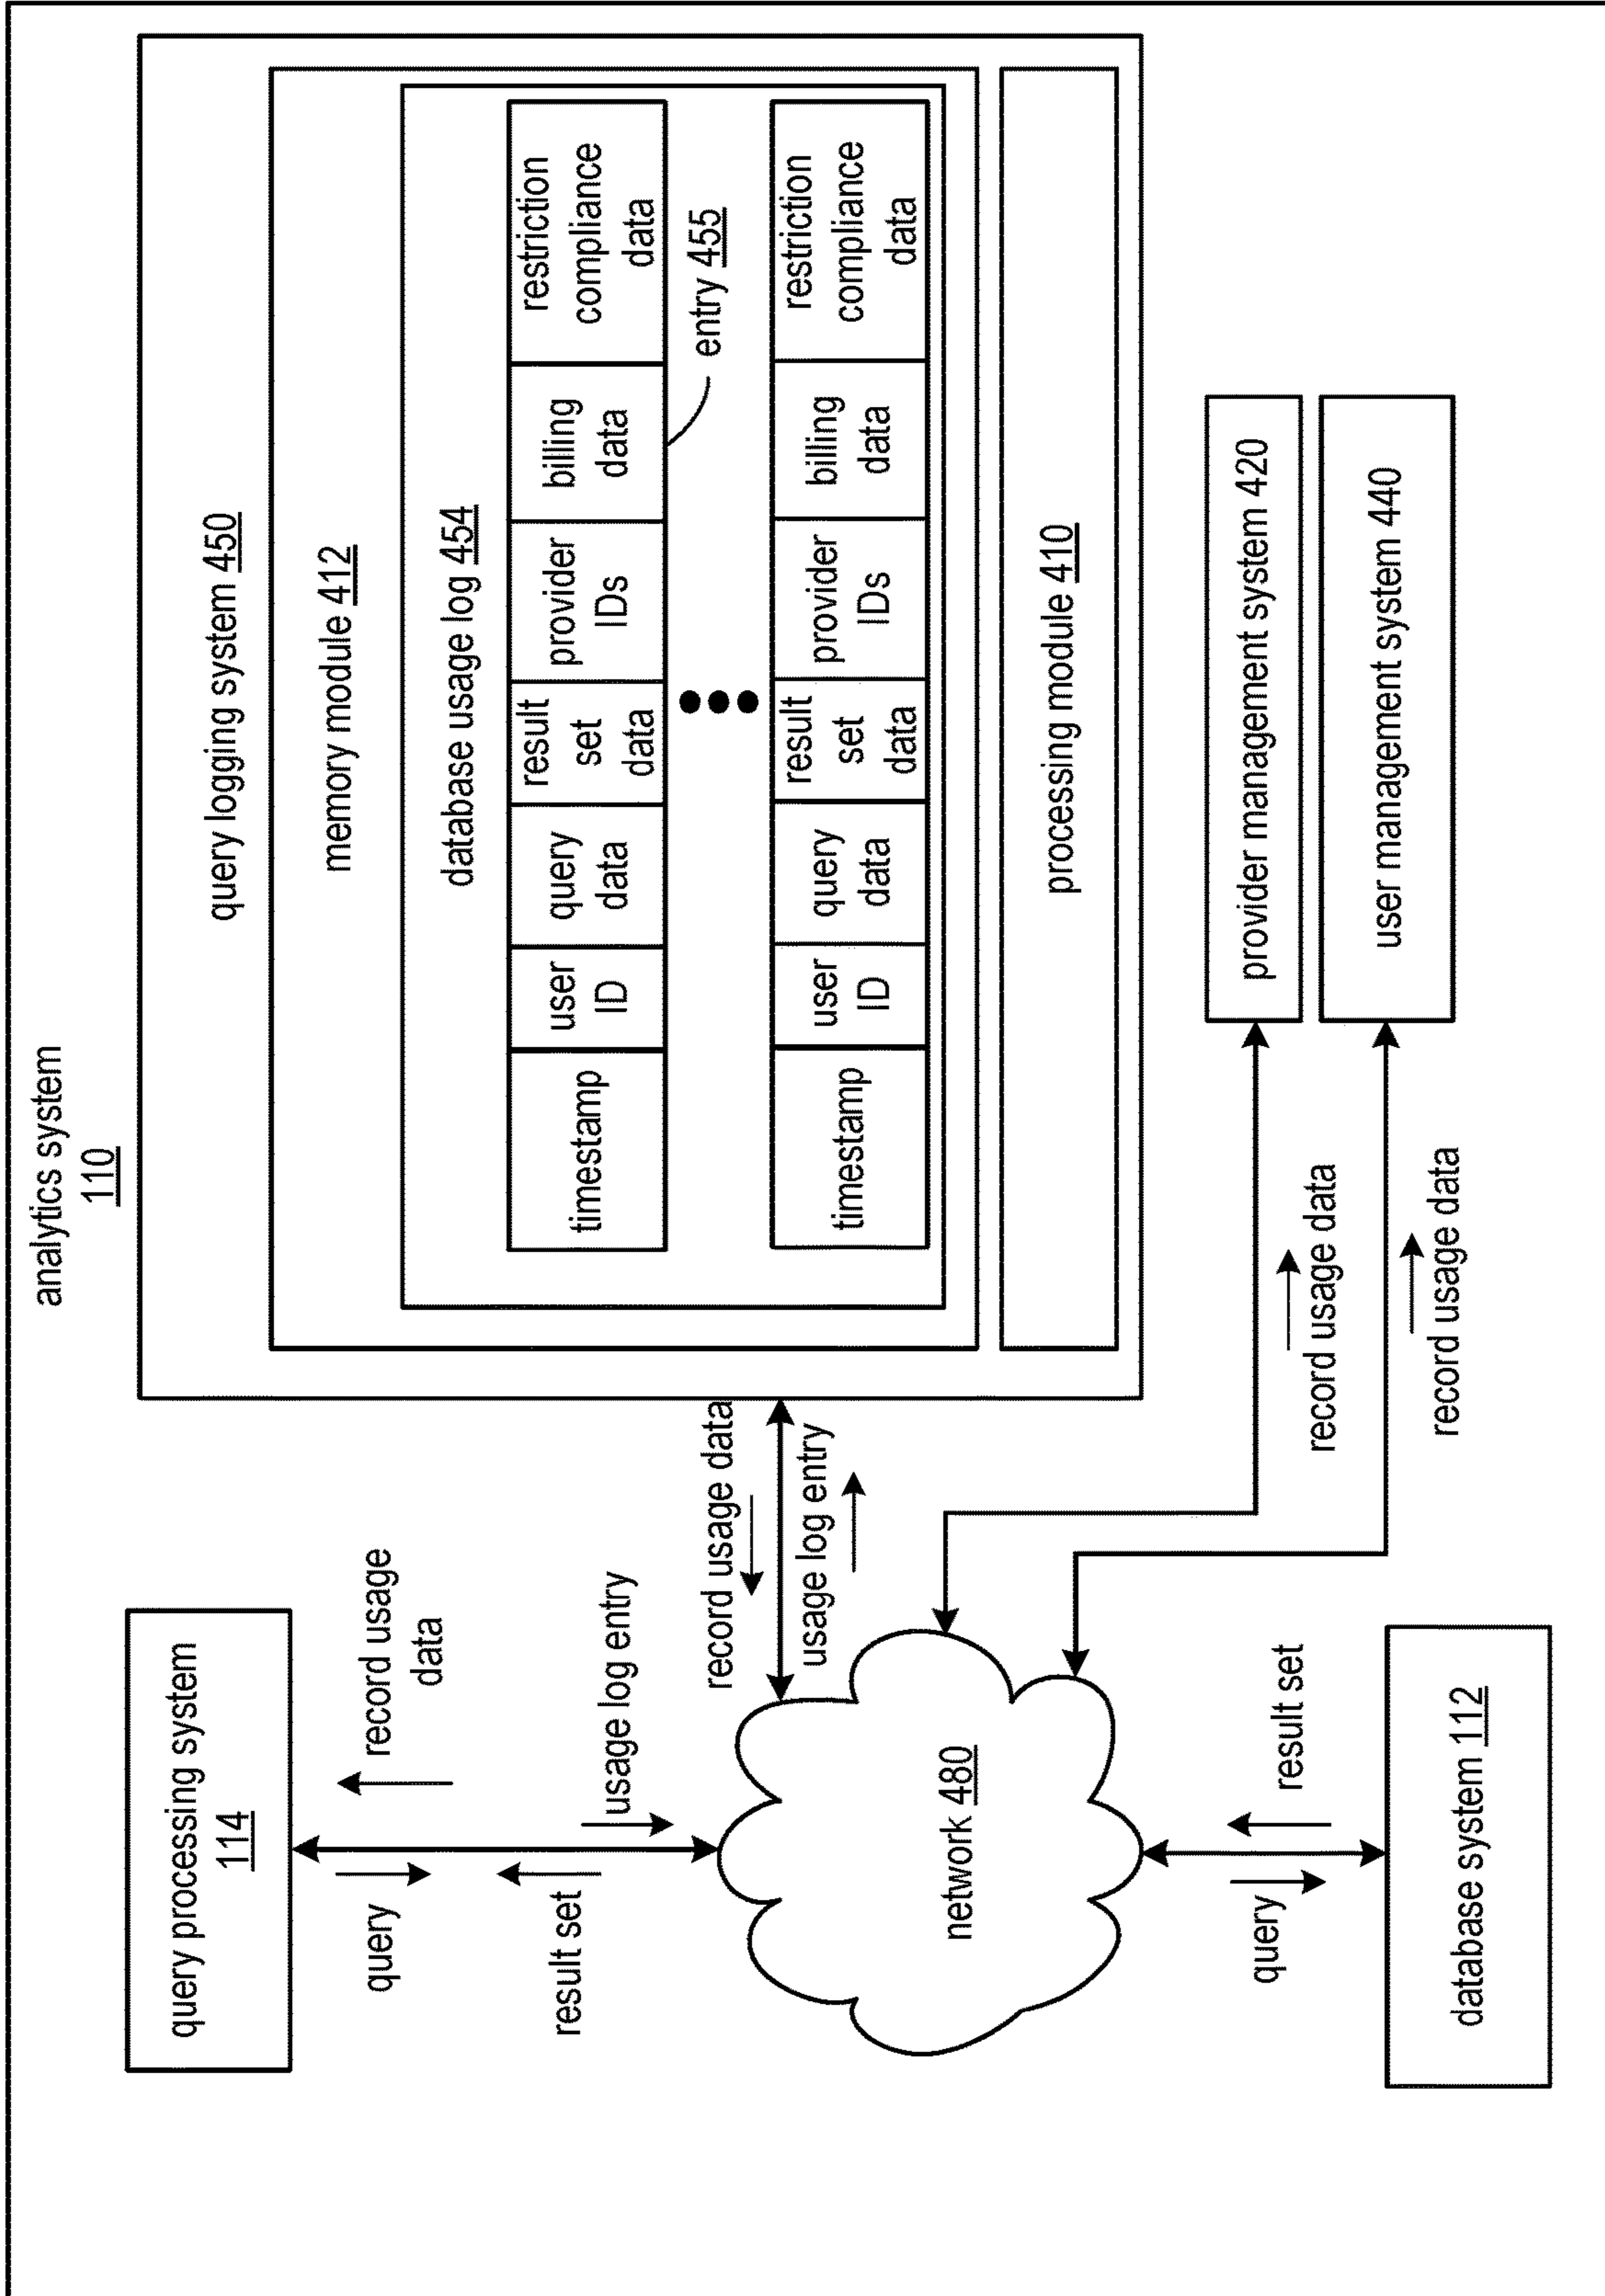 analytics system
110
query processing system
114
query
result set
record usage
data
usage log entry
network 480
query
result set
database system 112
record usage data
usage log entry
query logging system 450
memory module 412
database usage log 454
timestamp
user
ID
query
data
result
set
data
provider
IDs
billing
data
restriction
compliance
data
entry 455
timestamp
user
ID
query
data
result
set
data
provider
IDs
billing
data
restriction
compliance
data
processing module 410
provider management system 420
user management system 440
record usage data
record usage data